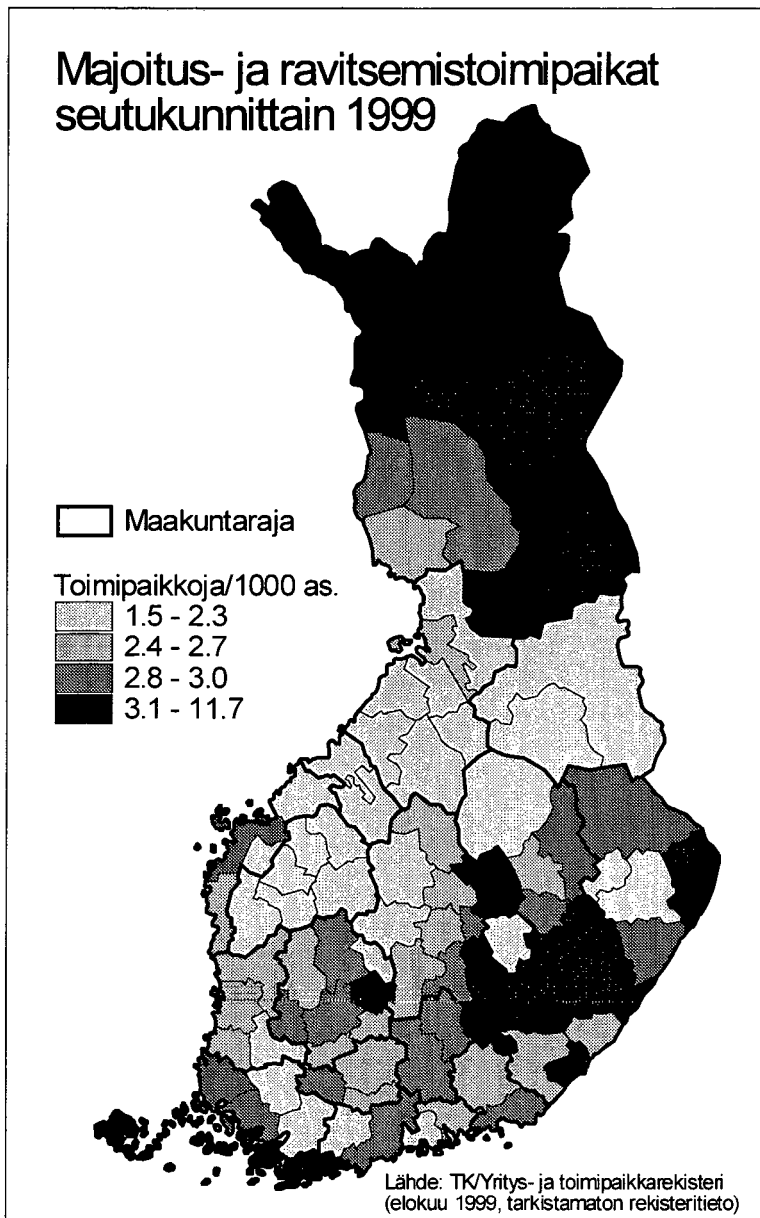 Majoitus- ja ravitsemistoimipaikat
seutukunnittain 1999
Maakuntaraja
Toimipaikkoja/1000 as.
1.5 - 2.3
2.4 - 2.7
2.8 - 3.0
3.1 - 11.7
Lähde: TK/Yritys- ja toimipaikkarekisteri
(elokuu 1999, tarkistamaton rekisteritieto)